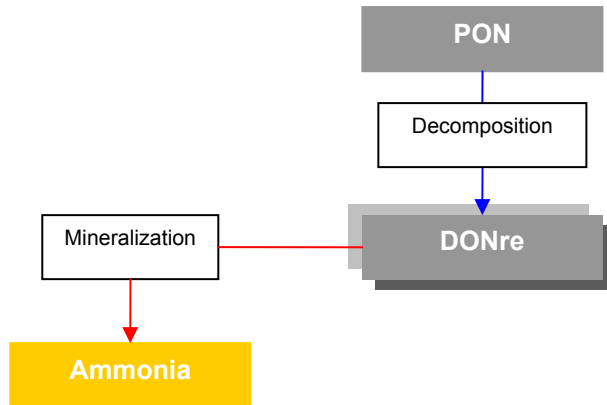 PON
Decomposition
Mineralization
DONre
Ammonia